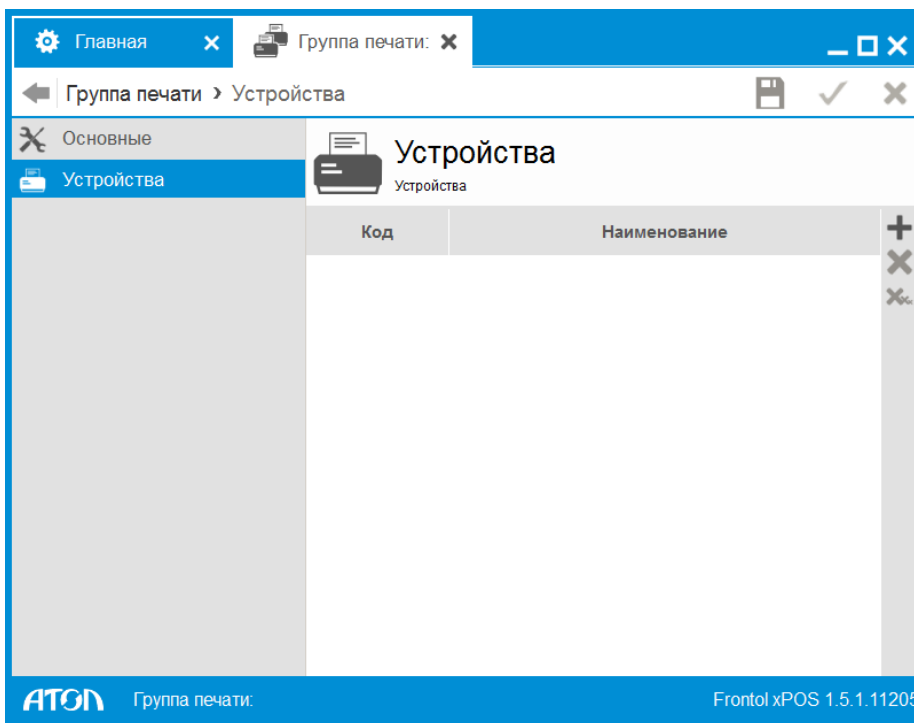 Главная
Группа печати:
Группа печати › Устройства
Основные
Устройства
Устройства
Устройства
Код Наименование
АТОЛ Группа печати: Frontol xPOS 1.5.1.11205